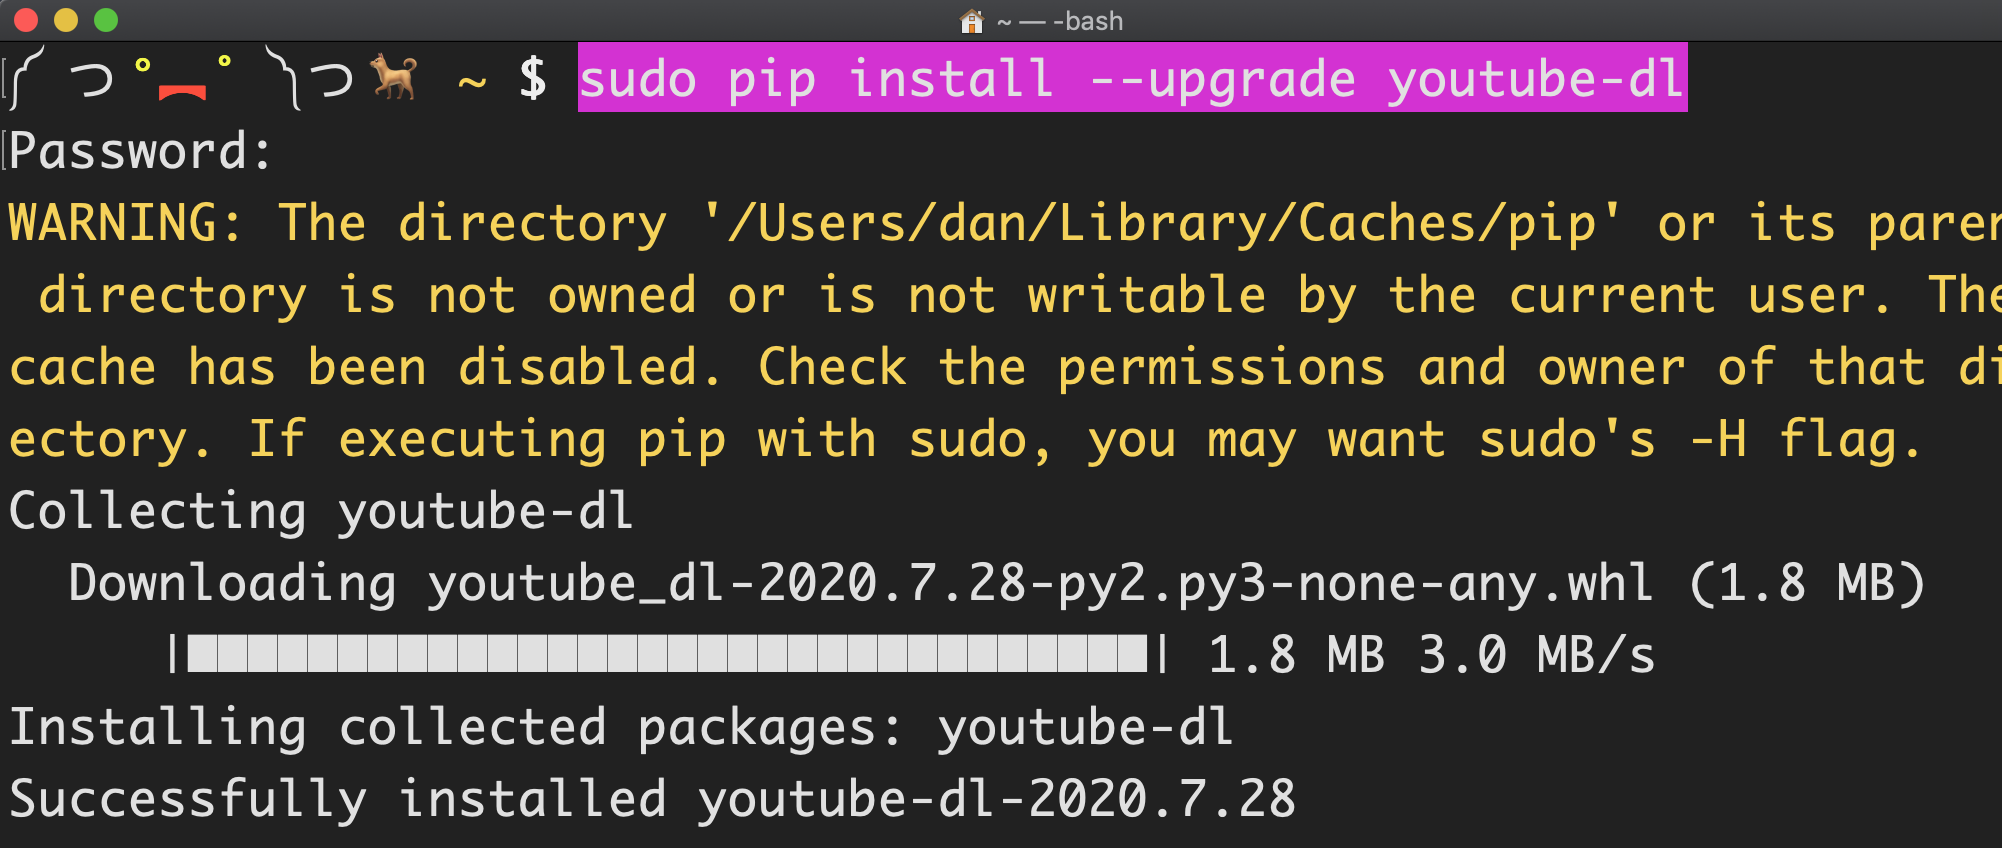 🏠 ~ — -bash
༼ つ ° ︻ ° ༽つ🐕 ~ $ sudo pip install --upgrade youtube-dl
Password:
WARNING: The directory '/Users/dan/Library/Caches/pip' or its paren
directory is not owned or is not writable by the current user. The
cache has been disabled. Check the permissions and owner of that di
ectory. If executing pip with sudo, you may want sudo's -H flag.
Collecting youtube-dl
Downloading youtube_dl-2020.7.28-py2.py3-none-any.whl (1.8 MB)
|████████████████████████████████| 1.8 MB 3.0 MB/s
Installing collected packages: youtube-dl
Successfully installed youtube-dl-2020.7.28